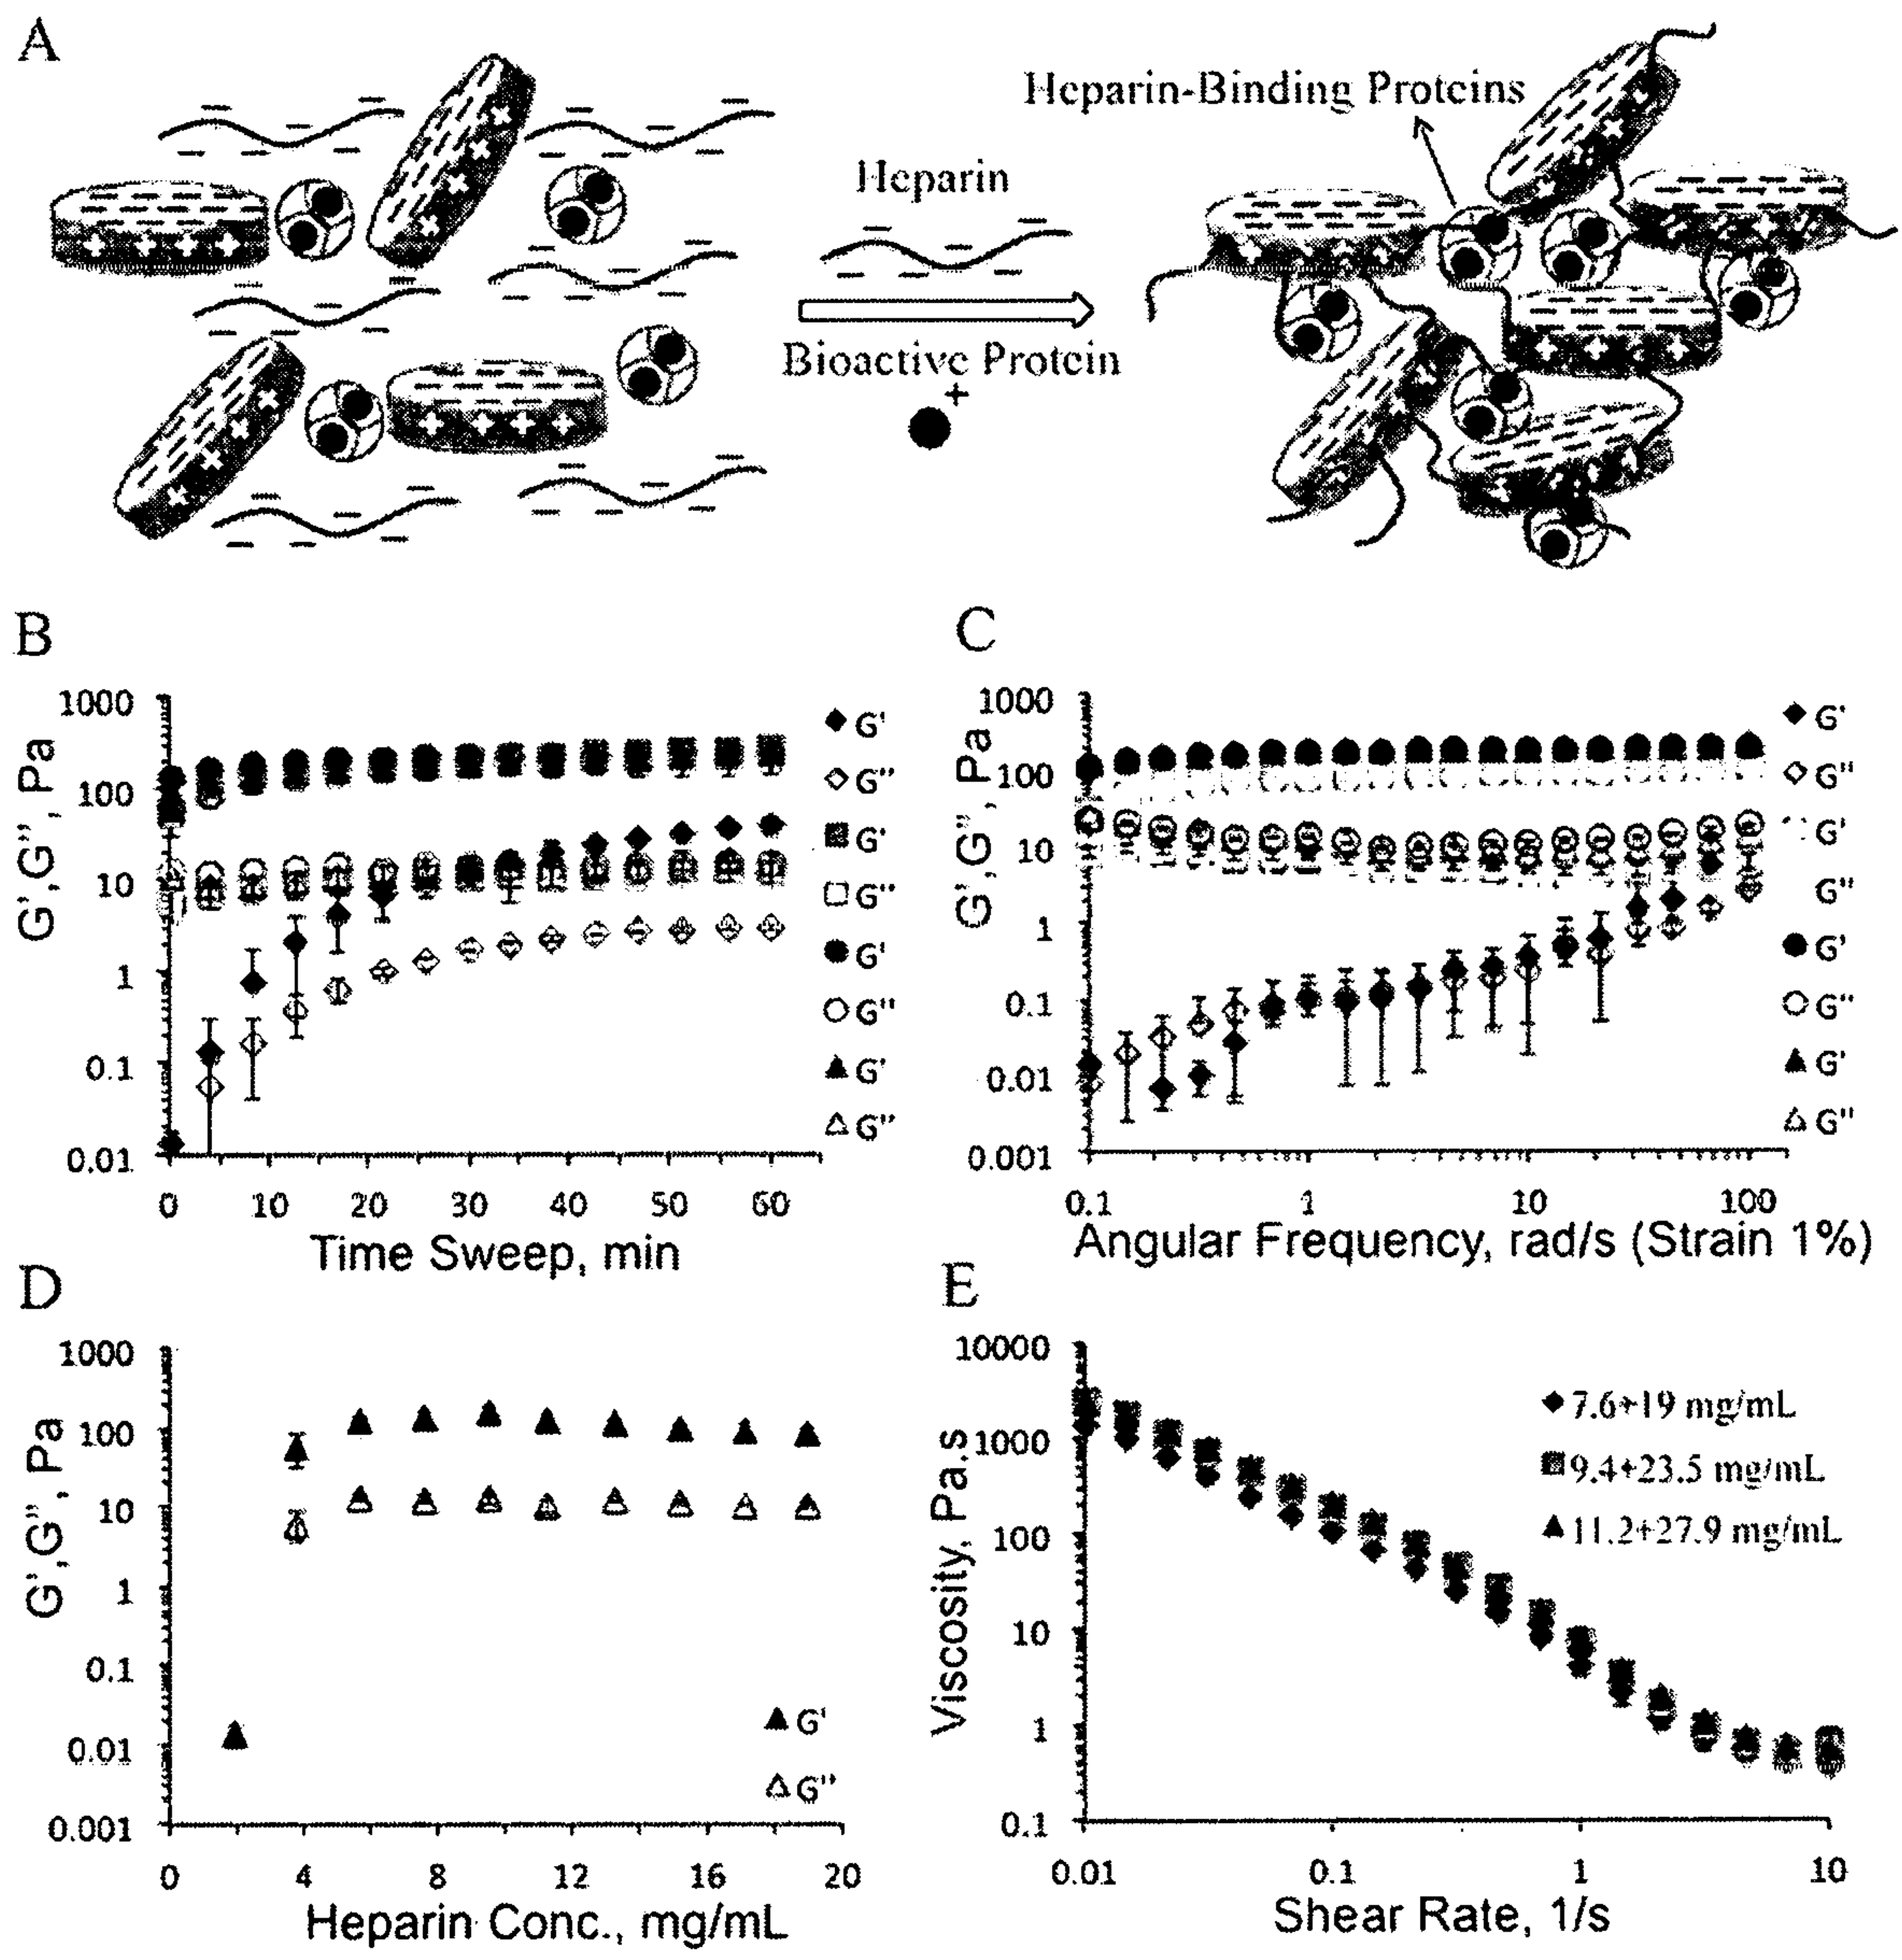 A
Heparin-Binding Proteins
Heparin
Bioactive Protein
+
B
G', G'', Pa
1000
100
10
1
0.1
0.01
0 10 20 30 40 50 60
Time Sweep, min
G'
G''
G'
G''
G'
G''
G'
G''
C
G', G'', Pa
1000
100
10
1
0.1
0.01
0.001
0.1 1 10 100
Angular Frequency, rad/s (Strain 1%)
G'
G''
G'
G''
G'
G''
G'
G''
D
G', G'', Pa
1000
100
10
1
0.1
0.01
0.001
0 4 8 12 16 20
Heparin Conc., mg/mL
G'
G''
E
Viscosity, Pa.s
10000
1000
100
10
1
0.1
0.01 0.1 1 10
Shear Rate, 1/s
7.6+19 mg/mL
9.4+23.5 mg/mL
11.2+27.9 mg/mL